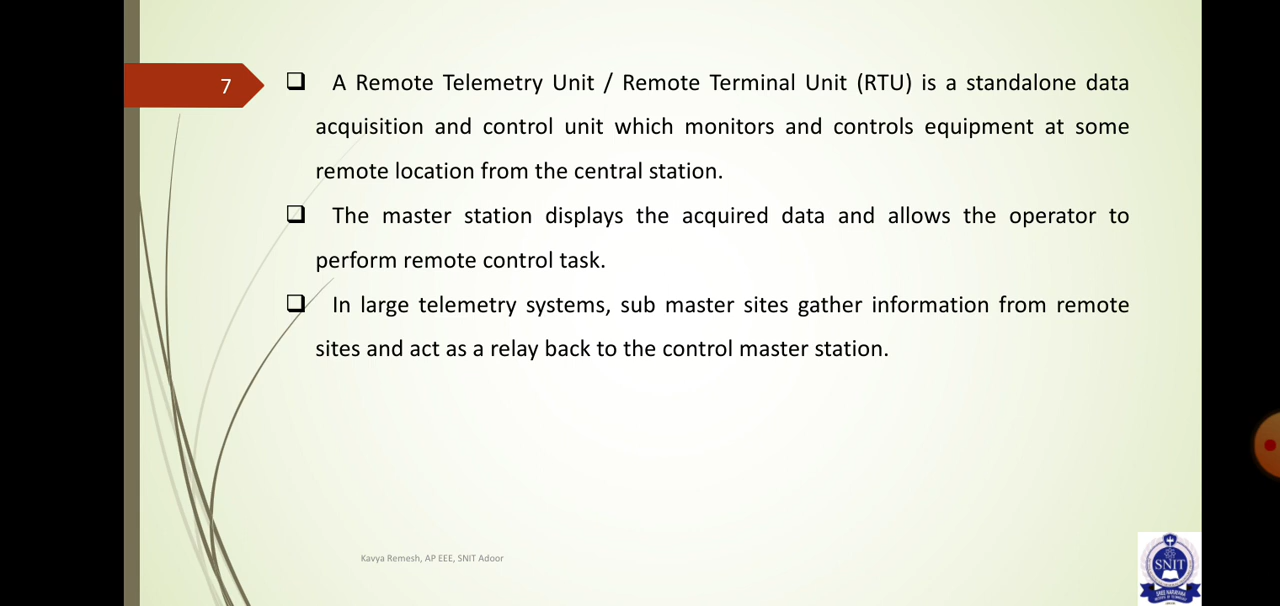 7
❑ A Remote Telemetry Unit / Remote Terminal Unit (RTU) is a standalone data
acquisition and control unit which monitors and controls equipment at some
remote location from the central station.
❑ The master station displays the acquired data and allows the operator to
perform remote control task.
❑ In large telemetry systems, sub master sites gather information from remote
sites and act as a relay back to the control master station.
Kavya Remesh, AP EEE, SNIT Adoor
SNIT